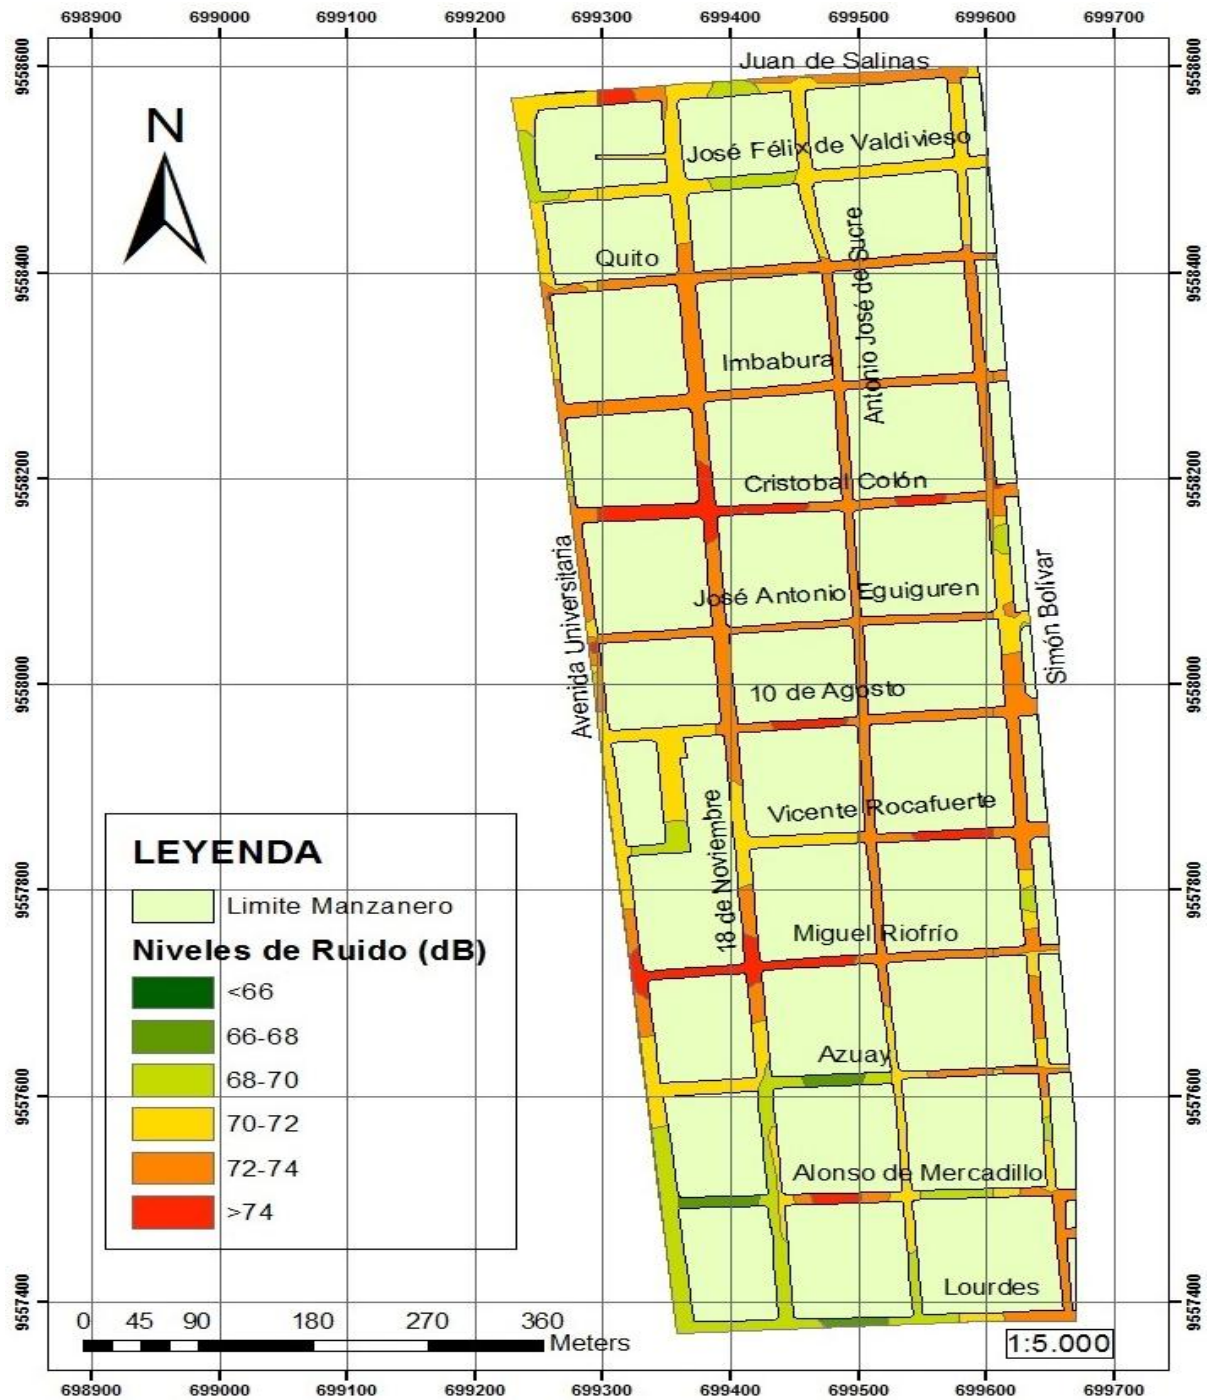 698900 699000 699100 699200 699300 699400 699500 699600 699700
9558600
9558400
9558200
9558000
9557800
9557600
9557400
9558600
9558400
9558200
9558000
9557800
9557600
9557400
N
Juan de Salinas
José Félix de Valdivieso
Quito
Antonio José de Sucre
Imbabura
Cristobal Colón
Avenida Universitaria
José Antonio Eguiguren
Simón Bolívar
10 de Agosto
18 de Noviembre
Vicente Rocafuerte
Miguel Riofrío
Azuay
Alonso de Mercadillo
Lourdes
LEYENDA
Limite Manzanero
Niveles de Ruido (dB)
<66
66-68
68-70
70-72
72-74
>74
0 45 90 180 270 360
Meters
1:5.000
698900 699000 699100 699200 699300 699400 699500 699600 699700